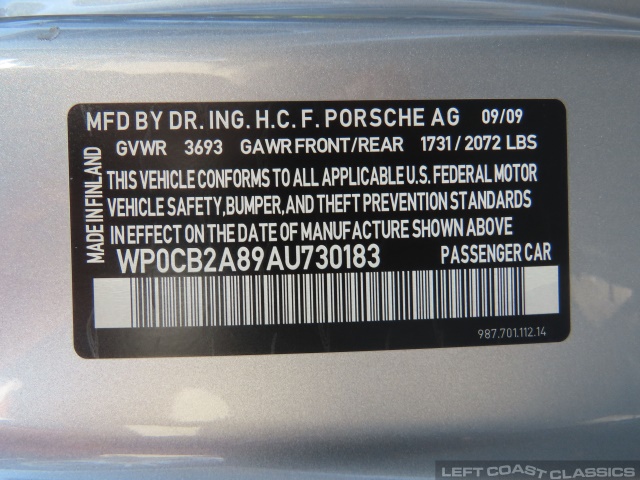 MFD BY DR. ING. H.C. F. PORSCHE AG 09/09
GVWR 3693 GAWR FRONT/REAR 1731/2072 LBS
MADE IN FINLAND
THIS VEHICLE CONFORMS TO ALL APPLICABLE U.S. FEDERAL MOTOR
VEHICLE SAFETY, BUMPER, AND THEFT PREVENTION STANDARDS
IN EFFECT ON THE DATE OF MANUFACTURE SHOWN ABOVE
WP0CB2A89AU730183 PASSENGER CAR
987.701.112.14
LEFT COAST CLASSICS